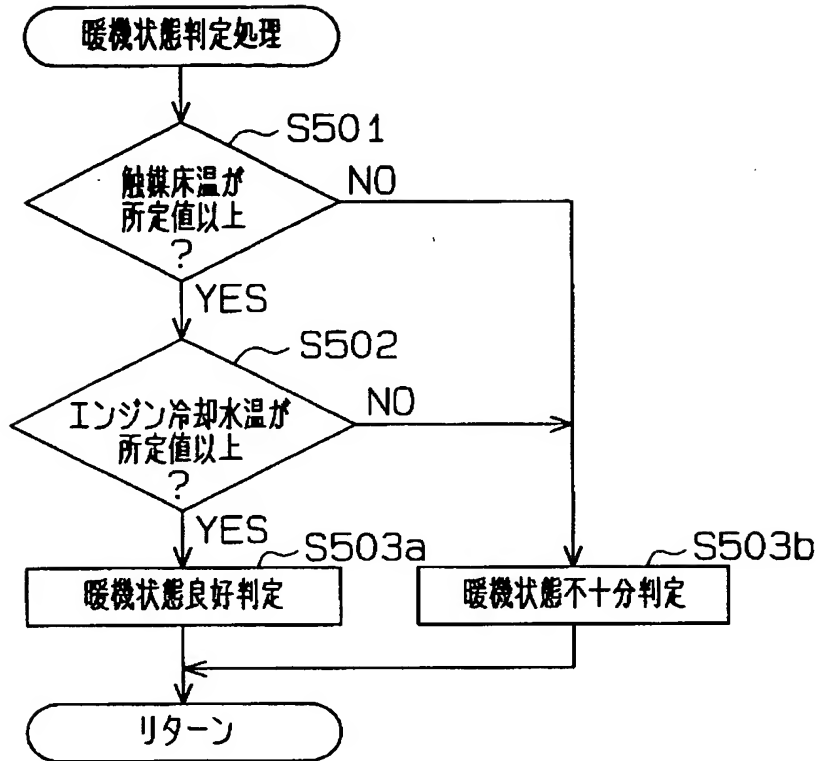 暖機状態判定処理
S501
触媒床温が
所定値以上
?
NO
YES
S502
エンジン冷却水温が
所定値以上
?
NO
YES
S503a
暖機状態良好判定
S503b
暖機状態不十分判定
リターン